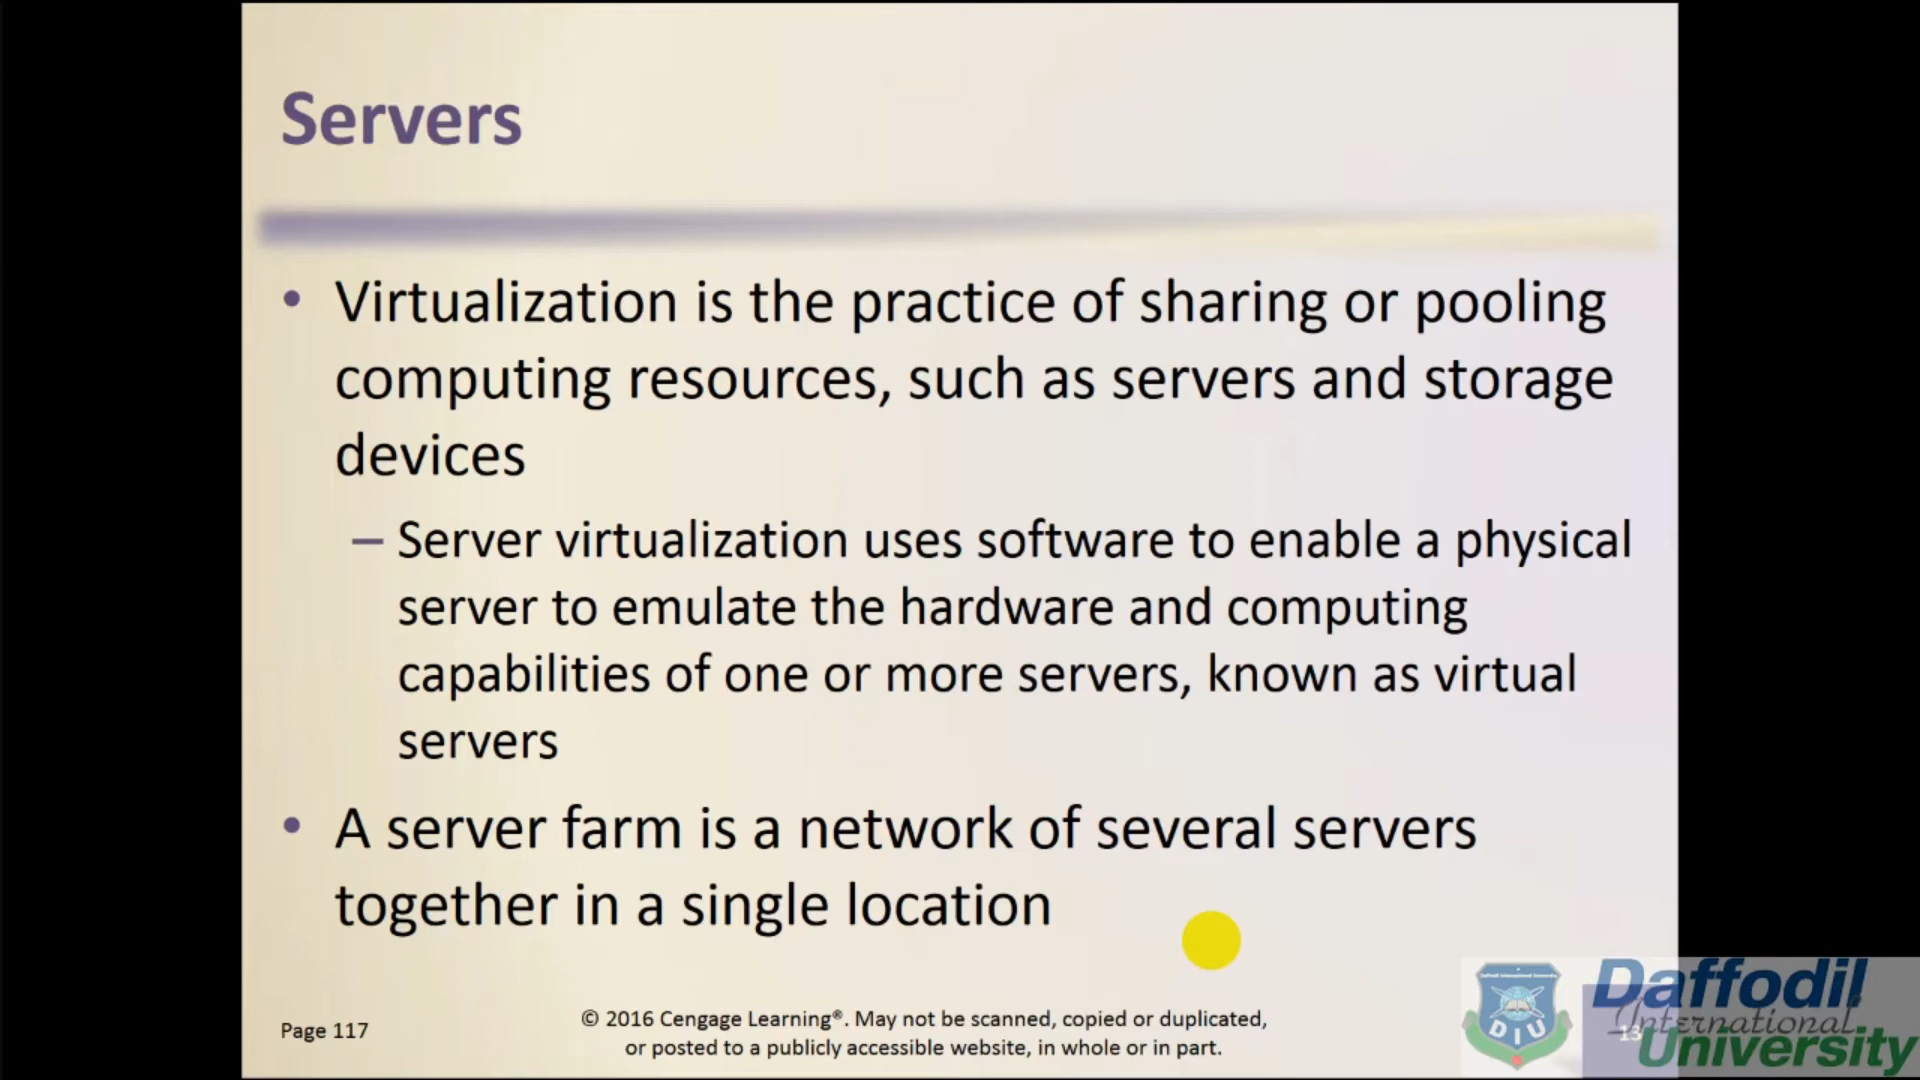 Servers
• Virtualization is the practice of sharing or pooling
computing resources, such as servers and storage
devices
– Server virtualization uses software to enable a physical
server to emulate the hardware and computing
capabilities of one or more servers, known as virtual
servers
• A server farm is a network of several servers
together in a single location
Page 117
© 2016 Cengage Learning®. May not be scanned, copied or duplicated,
or posted to a publicly accessible website, in whole or in part.
DIU
Daffodil
International
University